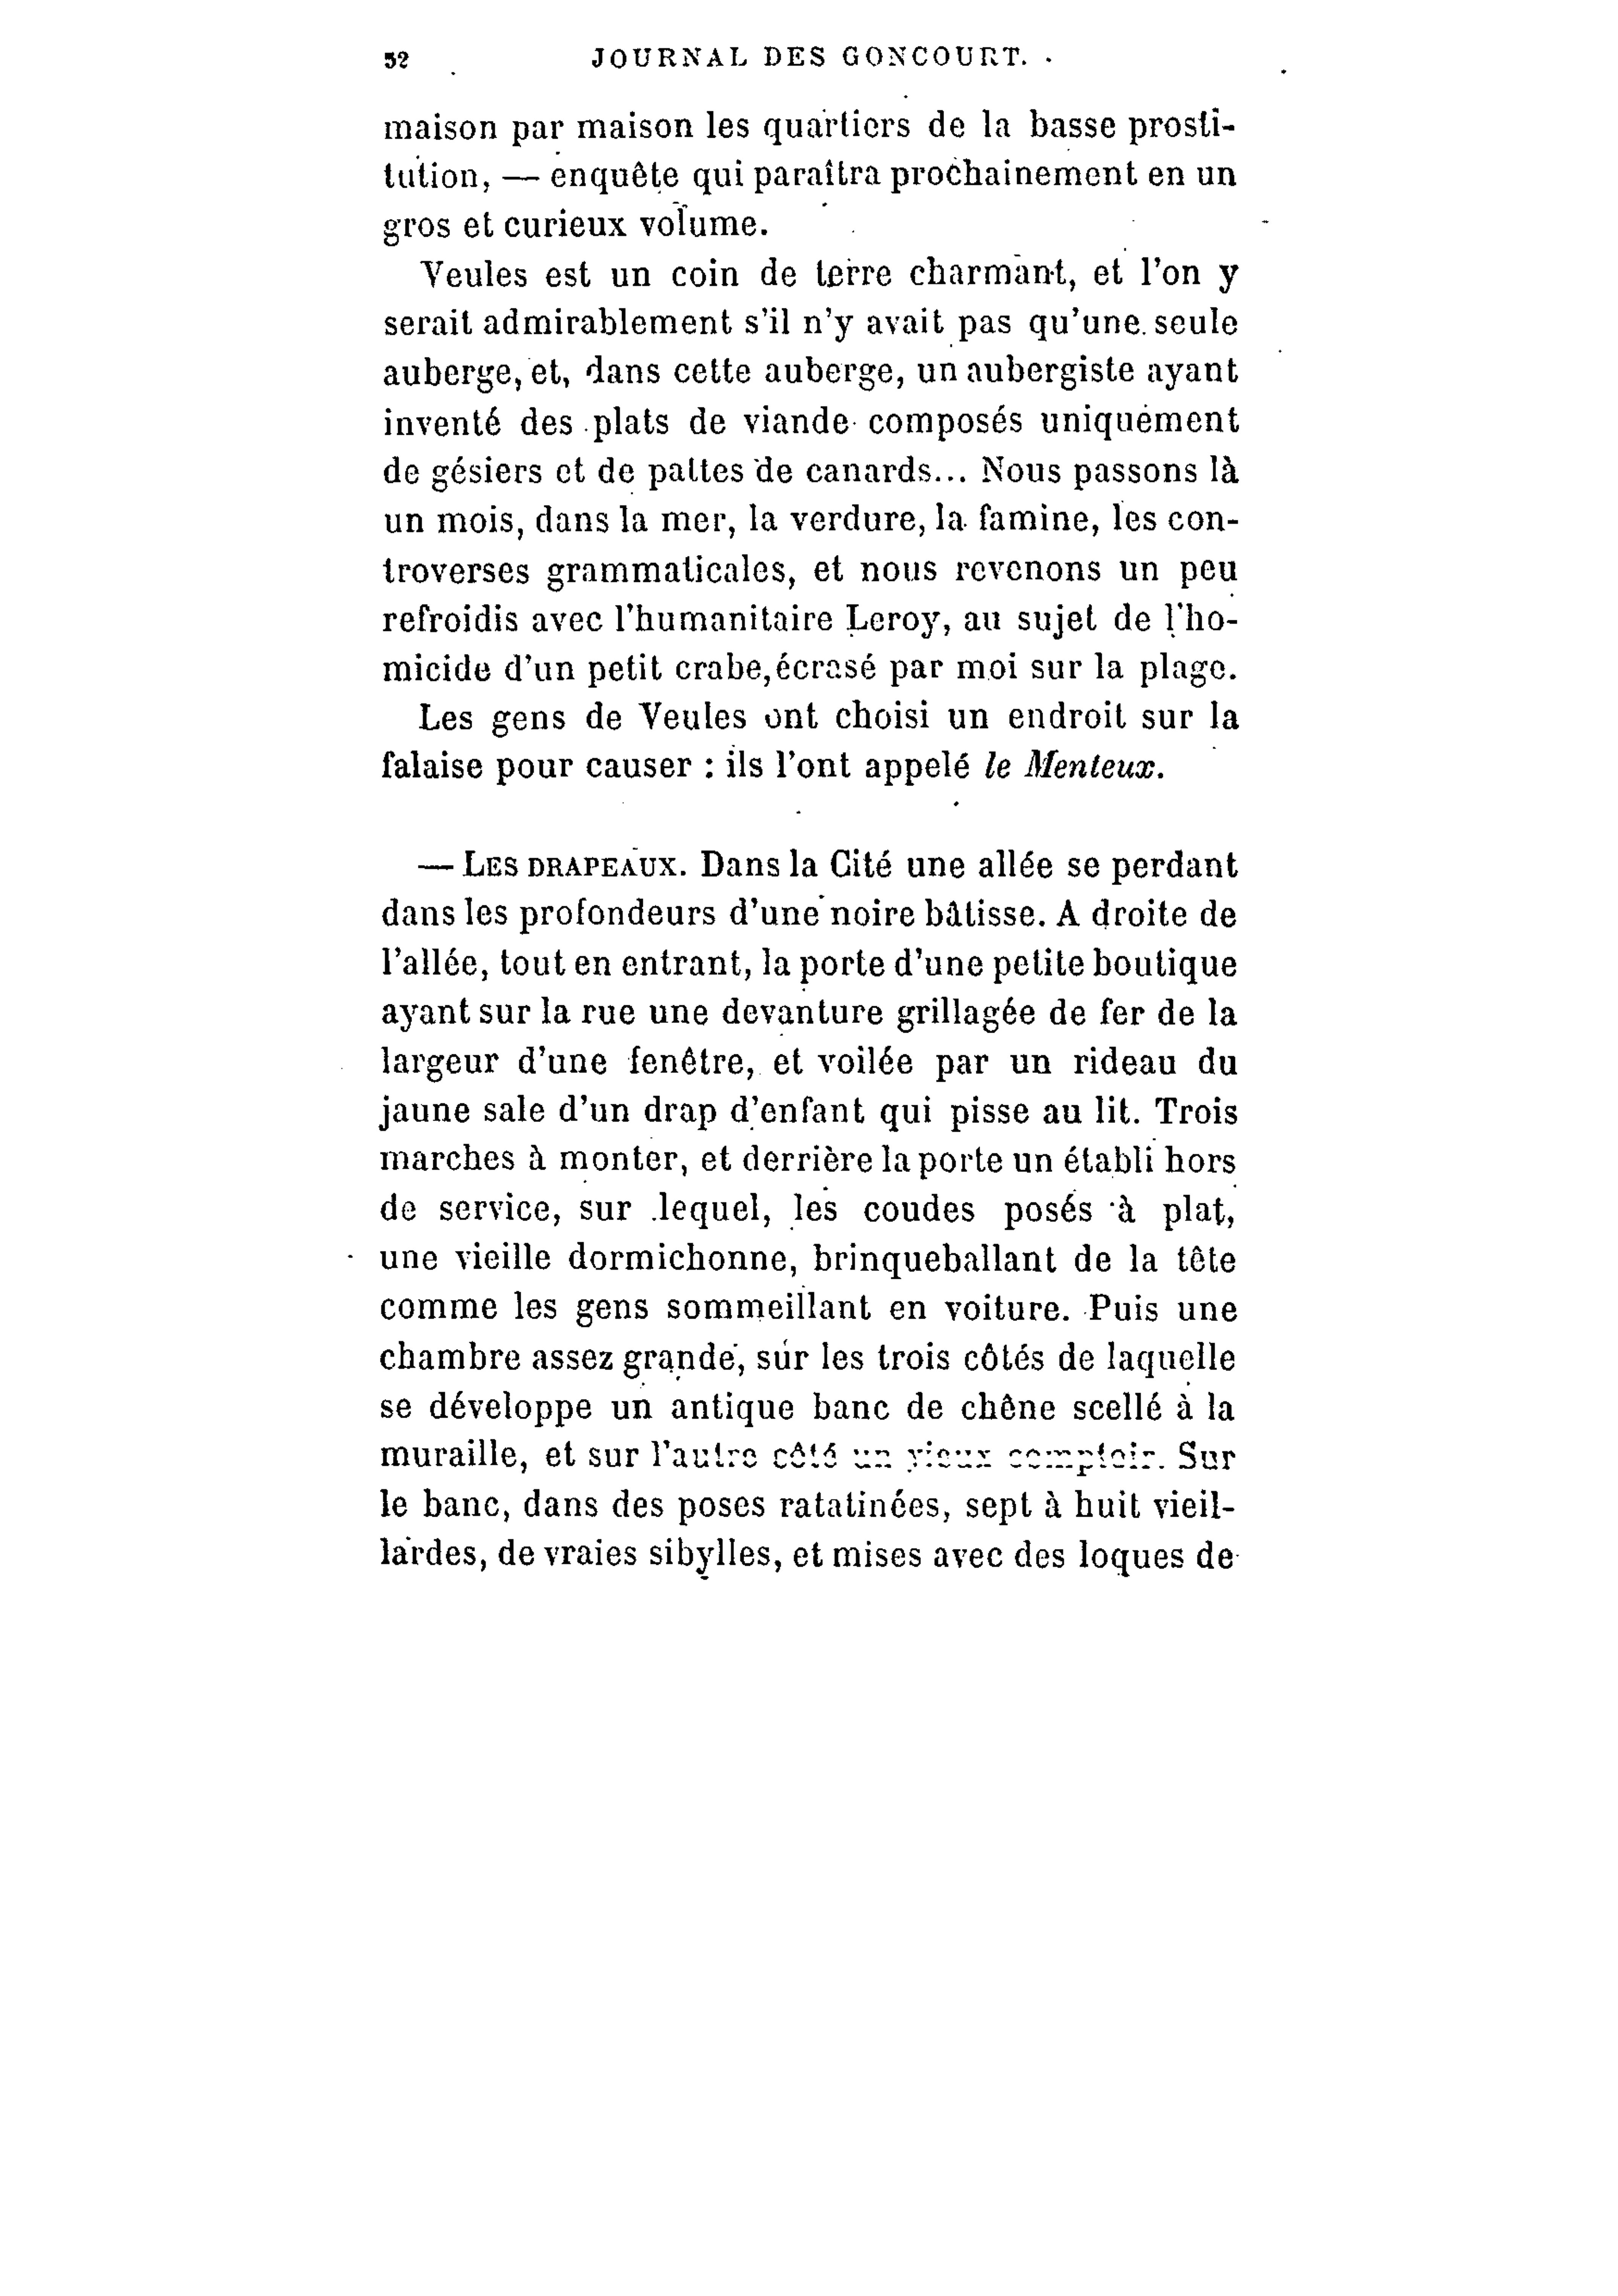 52 JOURNAL DES GONCOURT.
maison par maison les quartiers de la basse prosti-
tution, — enquête qui paraîtra prochainement en un
gros et curieux volume.
Veules est un coin de terre charmant, et l'on y
serait admirablement s'il n'y avait pas qu'une seule
auberge, et, dans cette auberge, un aubergiste ayant
inventé des plats de viande composés uniquement
de gésiers et de pattes de canards... Nous passons là
un mois, dans la mer, la verdure, la famine, les con-
troverses grammaticales, et nous revenons un peu
refroidis avec l'humanitaire Leroy, au sujet de l'ho-
micide d'un petit crabe, écrasé par moi sur la plage.
Les gens de Veules ont choisi un endroit sur la
falaise pour causer : ils l'ont appelé le Menteux.
— LES DRAPEAUX. Dans la Cité une allée se perdant
dans les profondeurs d'une noire bâtisse. A droite de
l'allée, tout en entrant, la porte d'une petite boutique
ayant sur la rue une devanture grillagée de fer de la
largeur d'une fenêtre, et voilée par un rideau du
jaune sale d'un drap d'enfant qui pisse au lit. Trois
marches à monter, et derrière la porte un établi hors
de service, sur lequel, les coudes posés à plat,
une vieille dormichonne, brinqueballant de la tête
comme les gens sommeillant en voiture. Puis une
chambre assez grande, sur les trois côtés de laquelle
se développe un antique banc de chêne scellé à la
muraille, et sur l'autre côté un vieux comptoir. Sur
le banc, dans des poses ratatinées, sept à huit vieil-
lardes, de vraies sibylles, et mises avec des loques de